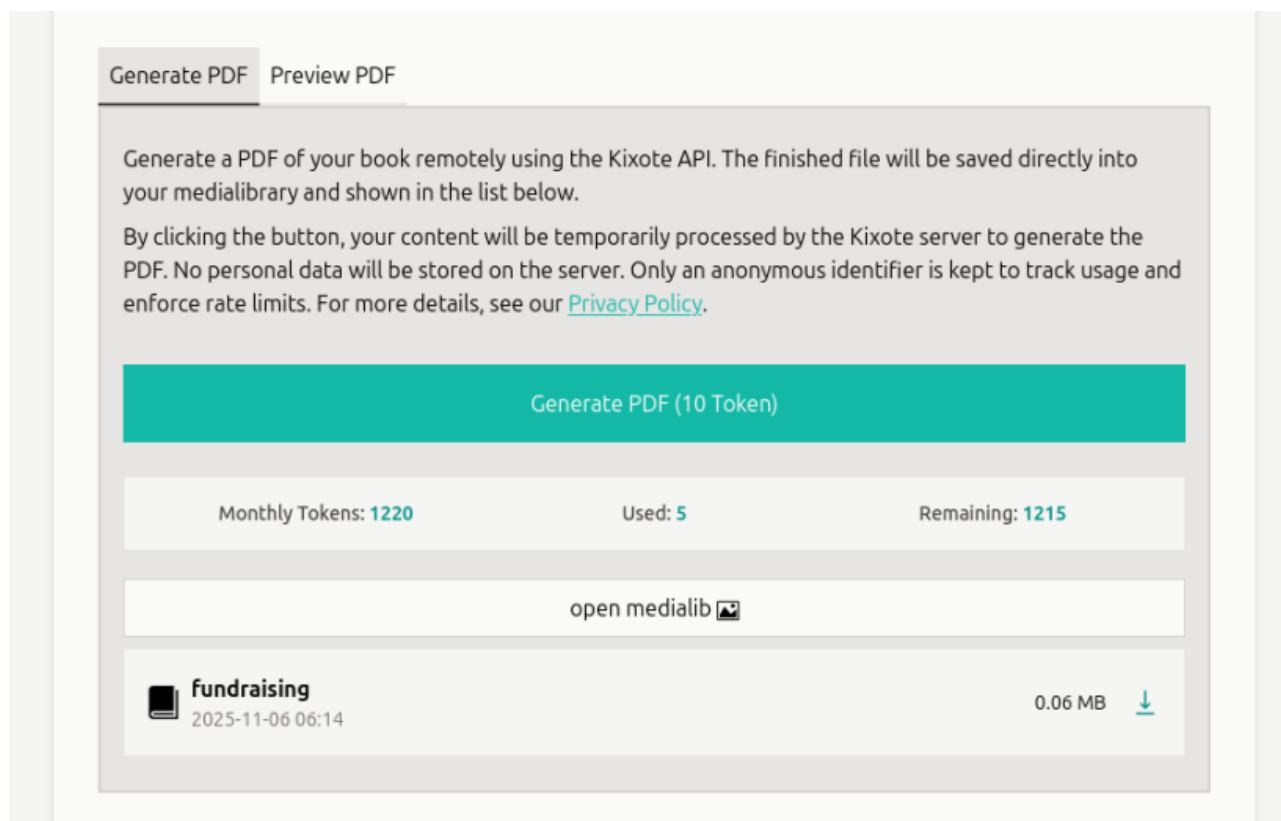 Generate PDF Preview PDF
Generate a PDF of your book remotely using the Kixote API. The finished file will be saved directly into
your medialibrary and shown in the list below.
By clicking the button, your content will be temporarily processed by the Kixote server to generate the
PDF. No personal data will be stored on the server. Only an anonymous identifier is kept to track usage and
enforce rate limits. For more details, see our Privacy Policy.
Generate PDF (10 Token)
Monthly Tokens: 1220 Used: 5 Remaining: 1215
open medialib
fundraising
2025-11-06 06:14
0.06 MB